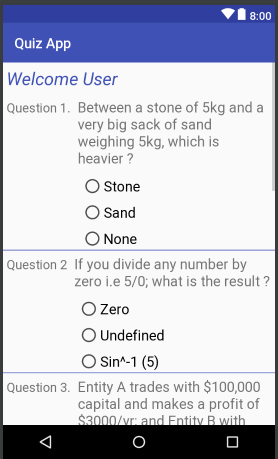 8:00
Quiz App
Welcome User
Question 1. Between a stone of 5kg and a
very big sack of sand
weighing 5kg, which is
heavier ?
Stone
Sand
None
Question 2 If you divide any number by
zero i.e 5/0; what is the result ?
Zero
Undefined
Sin^-1 (5)
Question 3. Entity A trades with $100,000
capital and makes a profit of
$3000/yr; and Entity B with